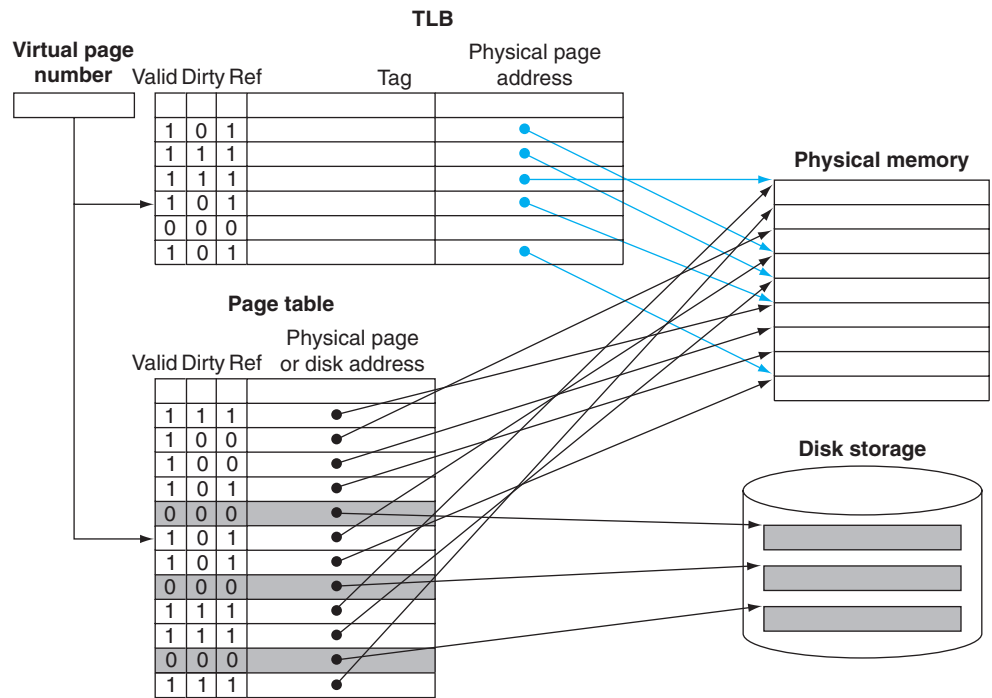 TLB
Virtual page
number
Valid Dirty Ref
Tag
Physical page
address
1 0 1
1 1 1
1 1 1
1 0 1
0 0 0
1 0 1
Physical memory
Page table
Valid Dirty Ref
Physical page
or disk address
1 1 1
1 0 0
1 0 0
1 0 1
0 0 0
1 0 1
1 0 1
0 0 0
1 1 1
1 1 1
0 0 0
1 1 1
Disk storage